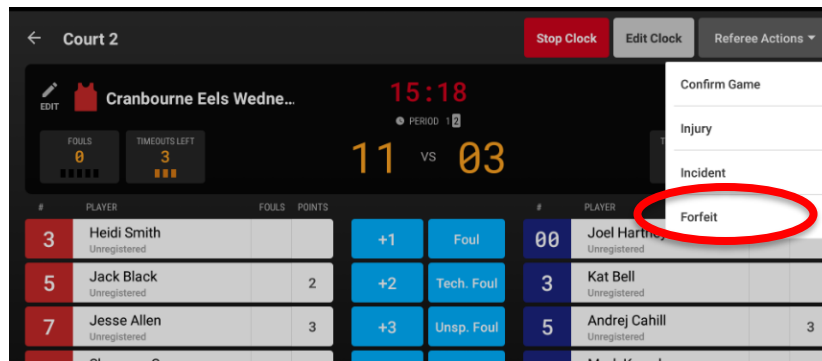 ← Court 2
Stop Clock
Edit Clock
Referee Actions
Confirm Game
Injury
Incident
Forfeit
EDIT
Cranbourne Eels Wedne...
15:18
PERIOD 1 2
FOULS
0
TIMEOUTS LEFT
3
11 VS 03
# PLAYER FOULS POINTS
# PLAYER
3 Heidi Smith
Unregistered
+1 Foul
00 Joel
Unregistered
5 Jack Black 2
Unregistered
+2 Tech. Foul
3 Kat Bell
Unregistered
7 Jesse Allen 3
Unregistered
+3 Unsp. Foul
5 Andrej Cahill 3
Unregistered